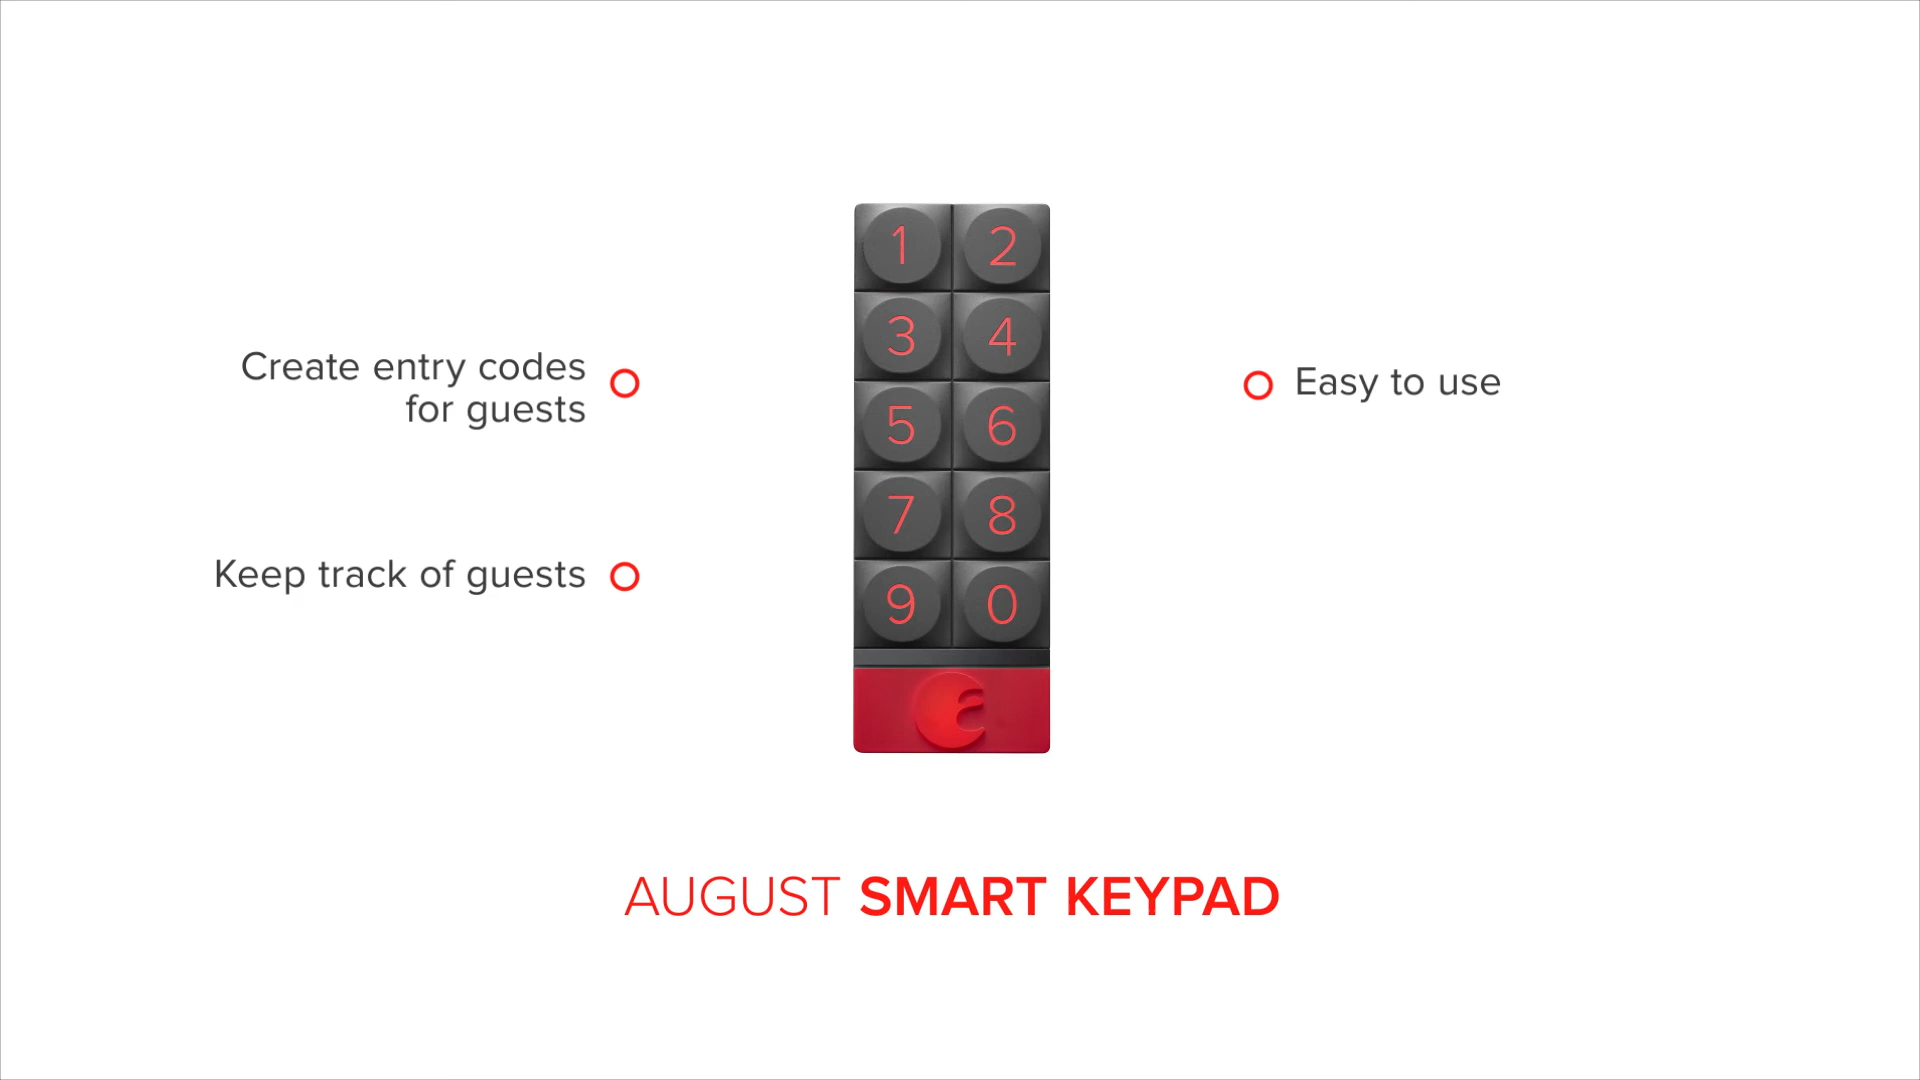 Create entry codes
for guests
Keep track of guests
1 2
3 4
5 6
7 8
9 0
Easy to use
AUGUST SMART KEYPAD